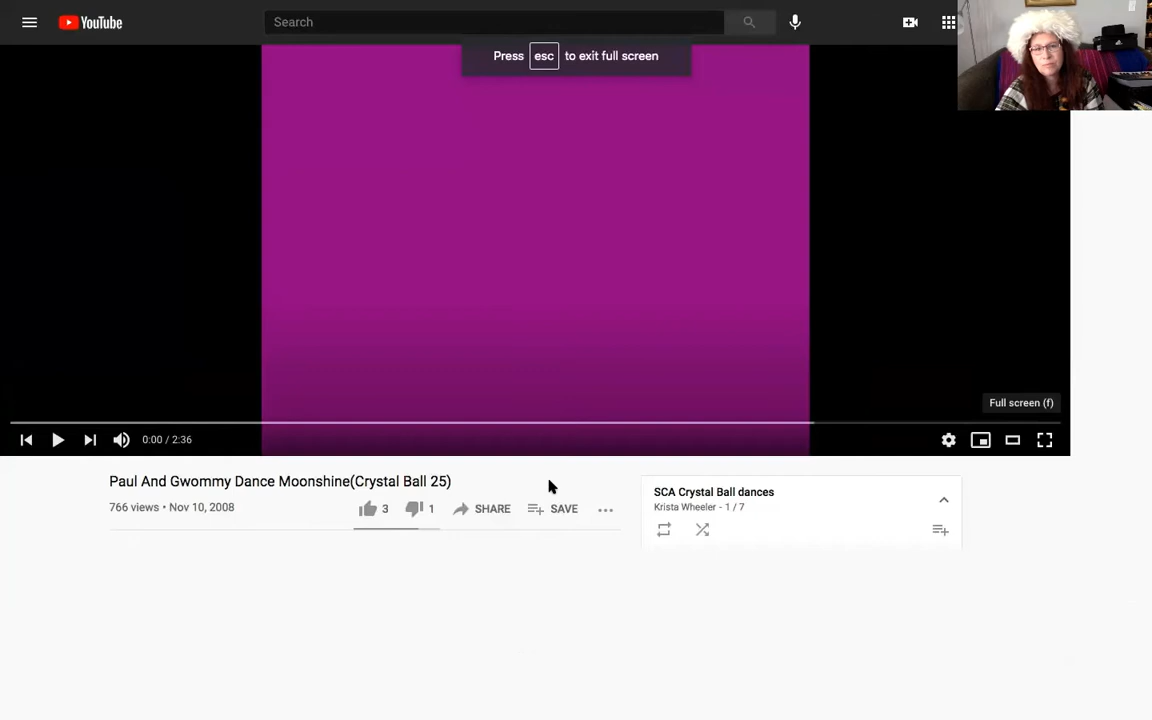 YouTube
Search
Press esc to exit full screen
Full screen (f)
0:00 / 2:36
Paul And Gwommy Dance Moonshine(Crystal Ball 25)
766 views • Nov 10, 2008
3
1
SHARE
SAVE
SCA Crystal Ball dances
Krista Wheeler - 1 / 7